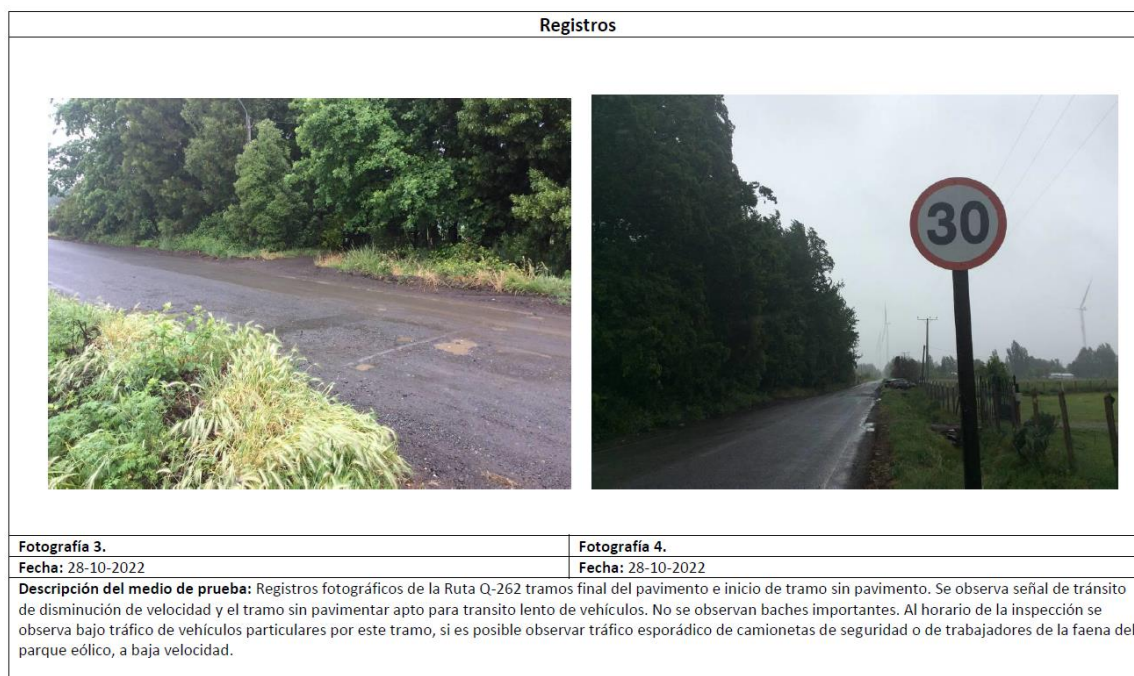 Registros
30
Fotografía 3.
Fotografía 4.
Fecha: 28-10-2022
Fecha: 28-10-2022
Descripción del medio de prueba: Registros fotográficos de la Ruta Q-262 tramos final del pavimento e inicio de tramo sin pavimento. Se observa señal de tránsito
de disminución de velocidad y el tramo sin pavimentar apto para transito lento de vehículos. No se observan baches importantes. Al horario de la inspección se
observa bajo tráfico de vehículos particulares por este tramo, si es posible observar tráfico esporádico de camionetas de seguridad o de trabajadores de la faena del
parque eólico, a baja velocidad.